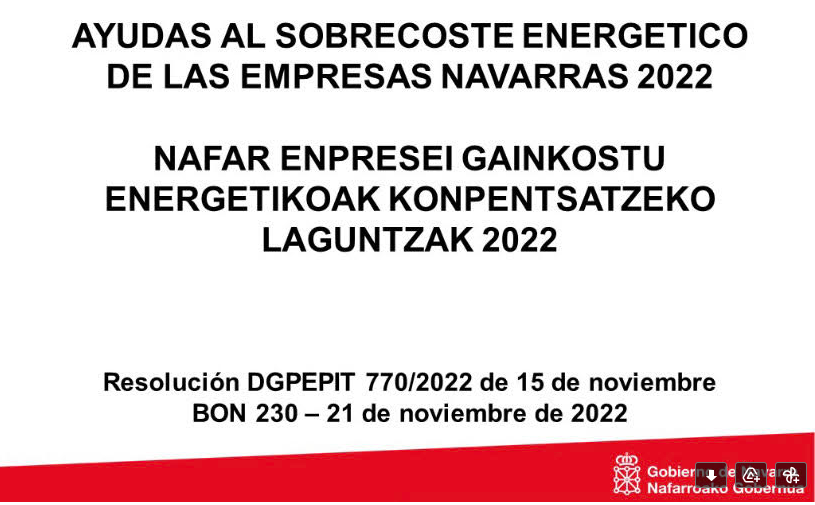 AYUDAS AL SOBRECOSTE ENERGETICO
DE LAS EMPRESAS NAVARRAS 2022
NAFAR ENPRESEI GAINKOSTU
ENERGETIKOAK KONPENTSATZEKO
LAGUNTZAK 2022
Resolución DGPEPIT 770/2022 de 15 de noviembre
BON 230 – 21 de noviembre de 2022
Gobierno de Navarra
Nafarroako Gobernua